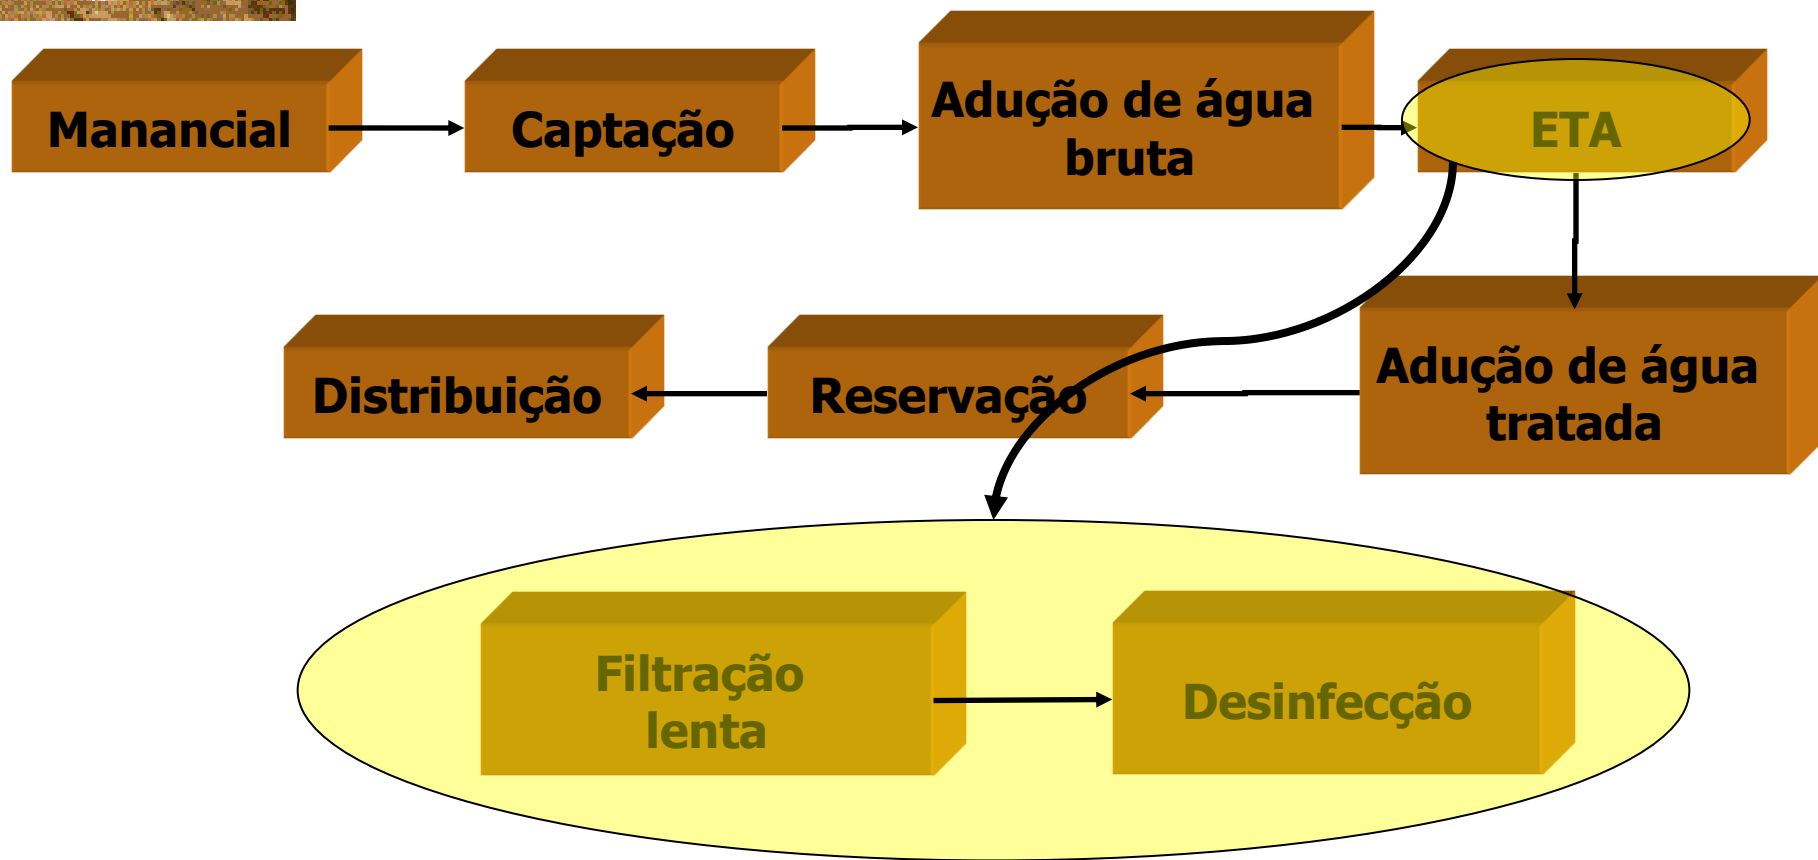 Manancial
Captação
Adução de água
bruta
ETA
Distribuição
Reservação
Adução de água
tratada
Filtração
lenta
Desinfecção